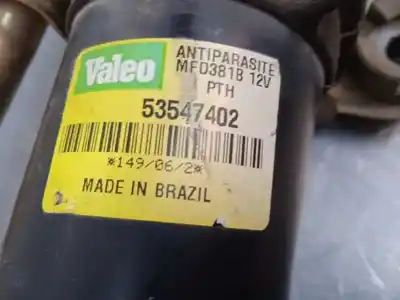 Valeo
ANTIPARASITE
MFD381B 12V
PTH
53547402
*149/06/2*
MADE IN BRAZIL